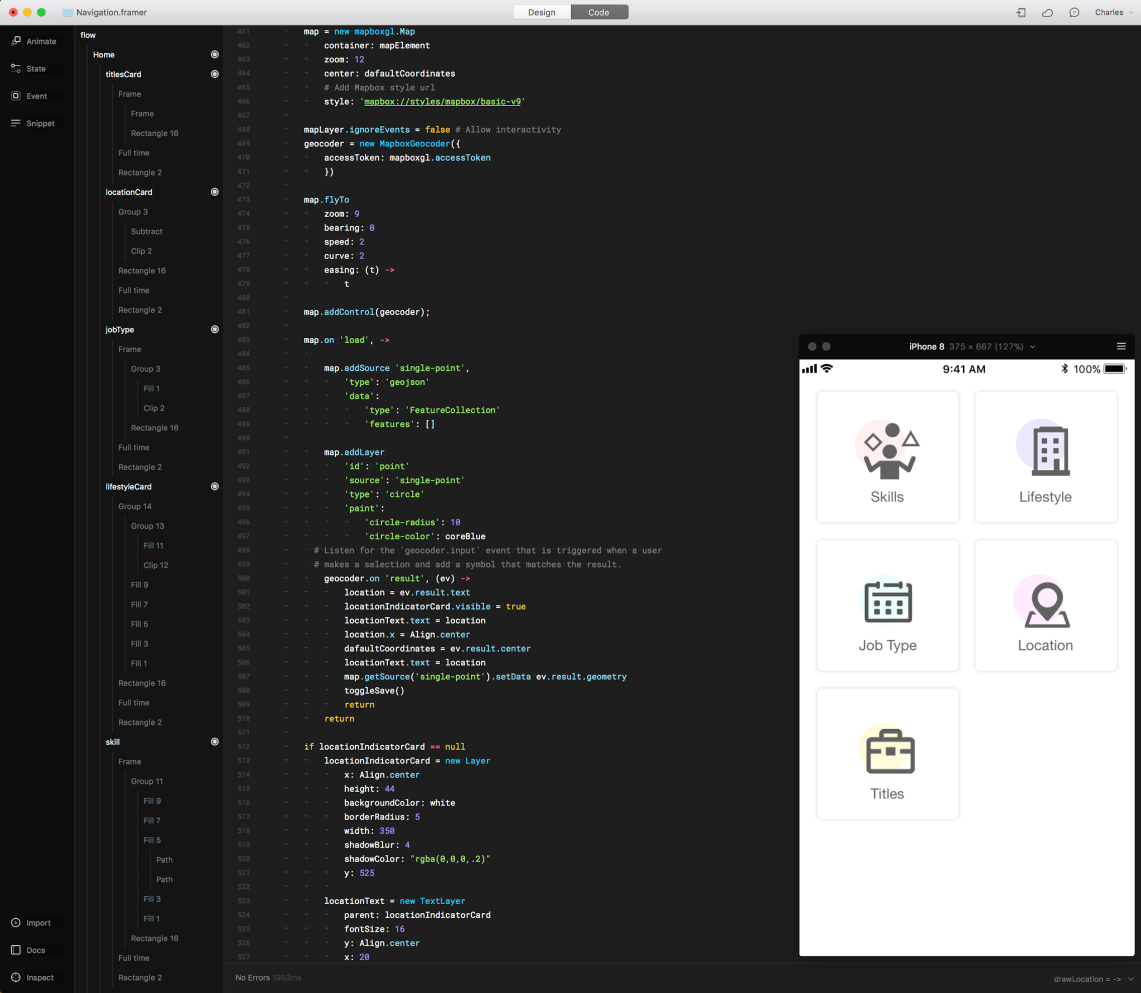 Navigation.framer
Design
Code
Charles
Animate
State
Event
Snippet
Import
Docs
Inspect
flow
Home
titlesCard
Frame
Frame
Rectangle 16
Full time
Rectangle 2
locationCard
Group 3
Subtract
Clip 2
Rectangle 16
Full time
Rectangle 2
jobType
Frame
Group 3
Fill 1
Clip 2
Rectangle 16
Full time
Rectangle 2
lifestyleCard
Group 14
Group 13
Fill 11
Clip 12
Fill 9
Fill 7
Fill 5
Fill 3
Fill 1
Rectangle 16
Full time
Rectangle 2
skill
Frame
Group 11
Fill 9
Fill 7
Fill 5
Path
Path
Fill 3
Fill 1
Rectangle 16
Full time
Rectangle 2
461 map = new mapboxgl.Map
462 container: mapElement
463 zoom: 12
464 center: dafaultCoordinates
465 # Add Mapbox style url
466 style: 'mapbox://styles/mapbox/basic-v9'
467
468 mapLayer.ignoreEvents = false # Allow interactivity
469 geocoder = new MapboxGeocoder({
470 accessToken: mapboxgl.accessToken
471 })
472
473 map.flyTo
474 zoom: 9
475 bearing: 0
476 speed: 2
477 curve: 2
478 easing: (t) ->
479 t
480
481 map.addControl(geocoder);
482
483 map.on 'load', ->
484
485 map.addSource 'single-point',
486 'type': 'geojson'
487 'data':
488 'type': 'FeatureCollection'
489 'features': []
490
491 map.addLayer
492 'id': 'point'
493 'source': 'single-point'
494 'type': 'circle'
495 'paint':
496 'circle-radius': 10
497 'circle-color': coreBlue
498 # Listen for the `geocoder.input` event that is triggered when a user
499 # makes a selection and add a symbol that matches the result.
500 geocoder.on 'result', (ev) ->
501 location = ev.result.text
502 locationIndicatorCard.visible = true
503 locationText.text = location
504 location.x = Align.center
505 dafaultCoordinates = ev.result.center
506 locationText.text = location
507 map.getSource('single-point').setData ev.result.geometry
508 toggleSave()
509 return
510 return
511
512 if locationIndicatorCard == null
513 locationIndicatorCard = new Layer
514 x: Align.center
515 height: 44
516 backgroundColor: white
517 borderRadius: 5
518 width: 350
519 shadowBlur: 4
520 shadowColor: "rgba(0,0,0,.2)"
521 y: 525
522
523 locationText = new TextLayer
524 parent: locationIndicatorCard
525 fontSize: 16
526 y: Align.center
527 x: 20
No Errors 1953ms
drawLocation = ->
iPhone 8 375 × 667 (127%)
9:41 AM
100%
Skills
Lifestyle
Job Type
Location
Titles